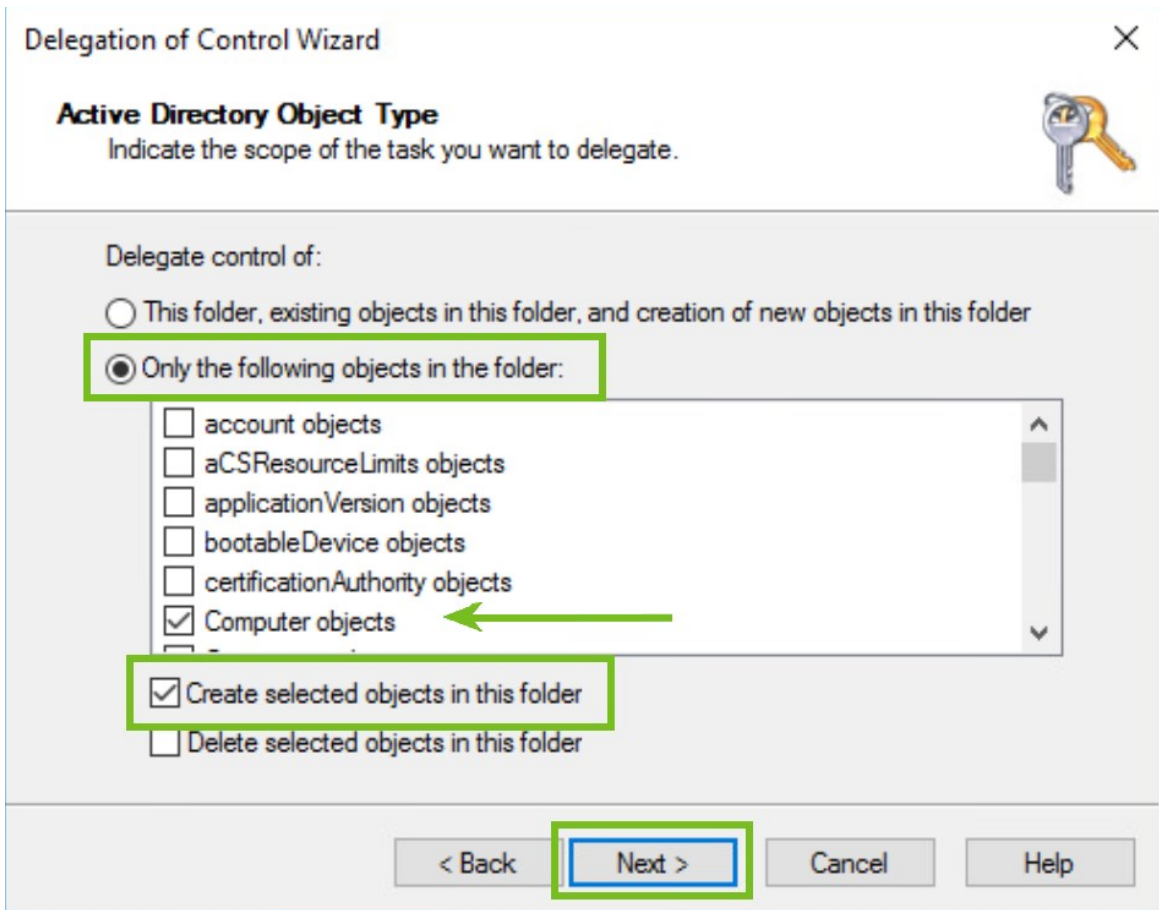 Delegation of Control Wizard
Active Directory Object Type
Indicate the scope of the task you want to delegate.
Delegate control of:
This folder, existing objects in this folder, and creation of new objects in this folder
Only the following objects in the folder:
account objects
aCSResourceLimits objects
applicationVersion objects
bootableDevice objects
certificationAuthority objects
Computer objects
Create selected objects in this folder
Delete selected objects in this folder
< Back
Next >
Cancel
Help